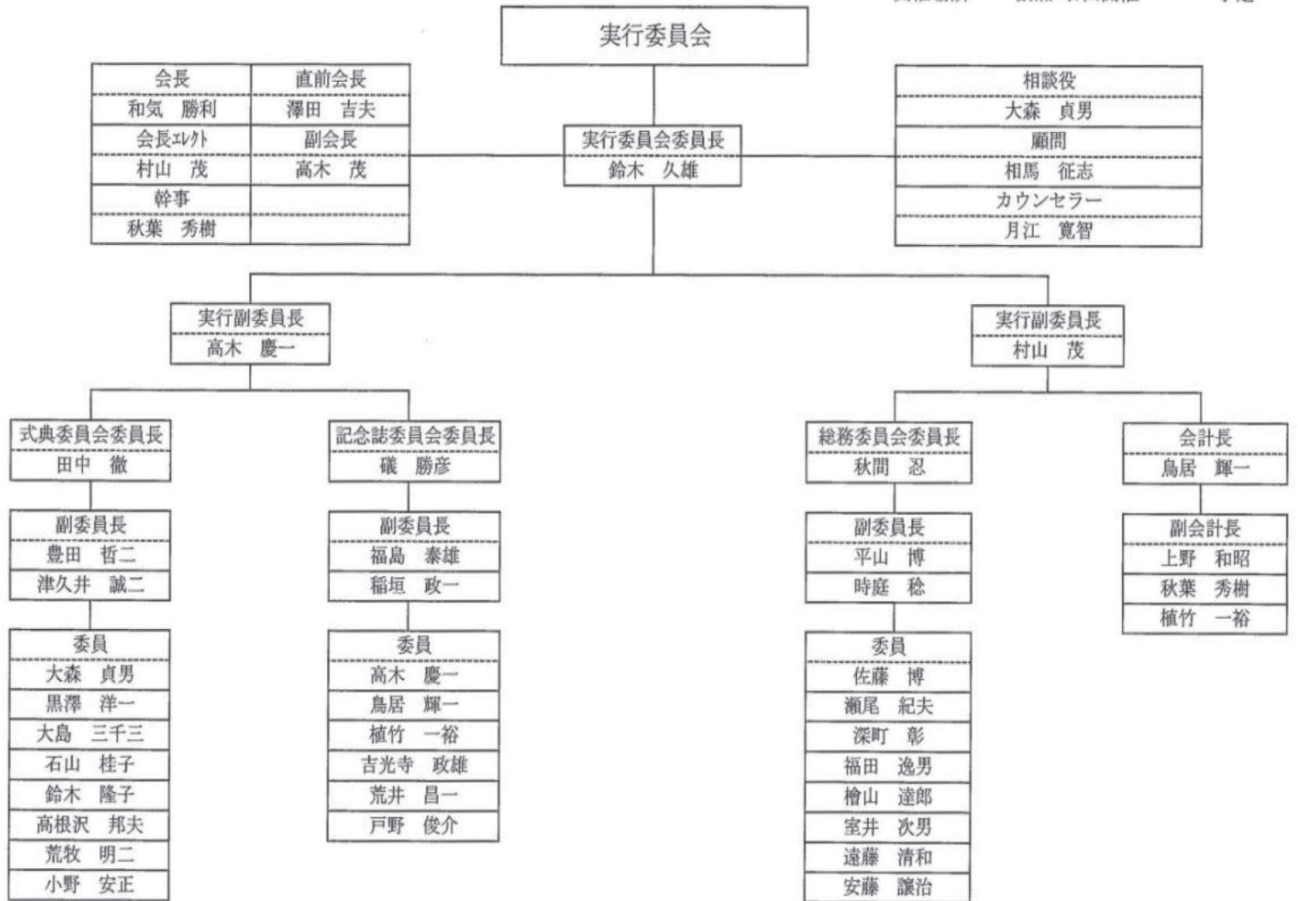 実行委員会
会長 直前会長
和気 勝利 澤田 吉夫
会長エレクト 副会長
村山 茂 高木 茂
幹事
秋葉 秀樹
実行委員会委員長
鈴木 久雄
相談役
大森 貞男
顧問
相馬 征志
カウンセラー
月江 寛智
実行副委員長
高木 慶一
実行副委員長
村山 茂
式典委員会委員長
田中 徹
副委員長
豊田 哲二
津久井 誠二
委員
大森 貞男
黒澤 洋一
大島 三千三
石山 桂子
鈴木 隆子
高根沢 邦夫
荒牧 明二
小野 安正
記念誌委員会委員長
磯 勝彦
副委員長
福島 泰雄
稲垣 政一
委員
高木 慶一
鳥居 輝一
植竹 一裕
吉光寺 政雄
荒井 昌一
戸野 俊介
総務委員会委員長
秋間 忍
副委員長
平山 博
時庭 稔
委員
佐藤 博
瀬尾 紀夫
深町 彰
福田 逸男
檜山 達郎
室井 次男
遠藤 清和
安藤 讓治
会計長
鳥居 輝一
副会計長
上野 和昭
秋葉 秀樹
植竹 一裕